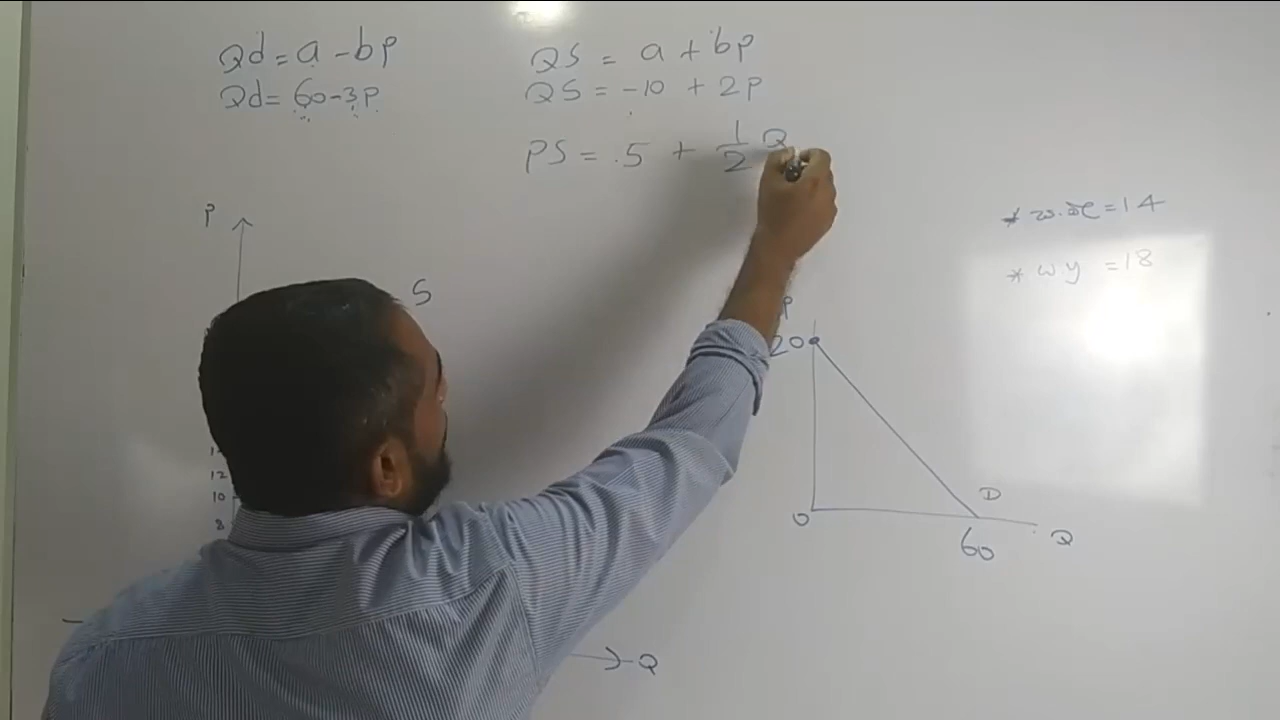 Qd = a - bp
Qd = 60 - 3p
QS = a + bp
QS = -10 + 2p
PS = .5 + 1/2 Q
P
S
12
10
8
Q
P
20
0
D
60
Q
=14
* wy =18